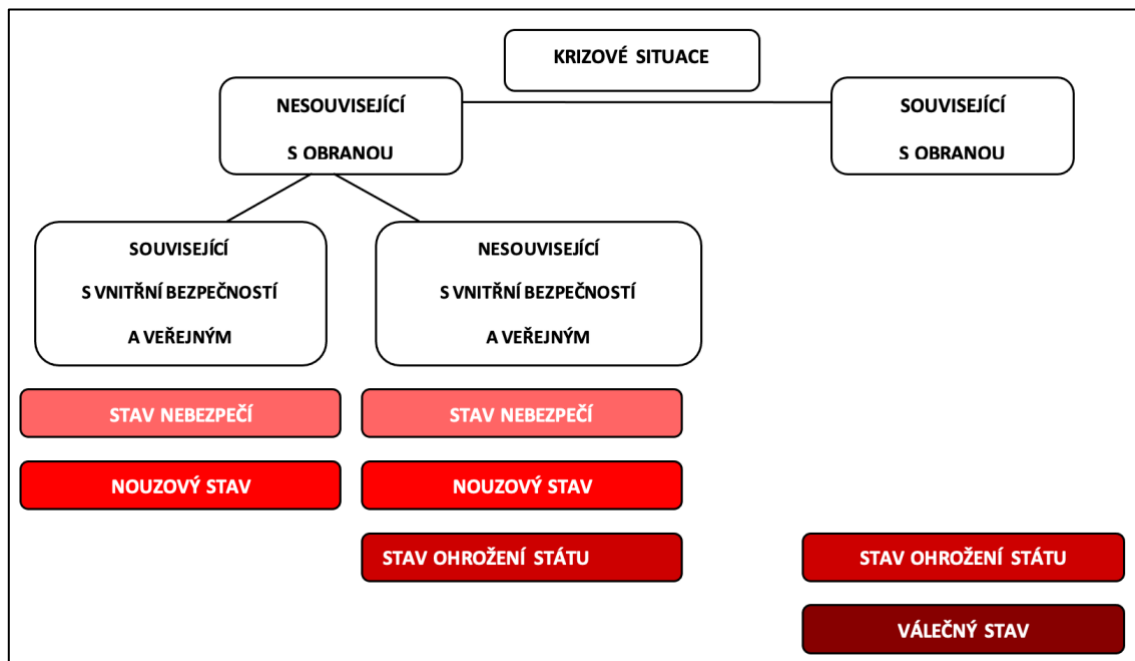 KRIZOVÉ SITUACE
NESOUVISEJÍCÍ
S OBRANOU
SOUVISEJÍCÍ
S OBRANOU
SOUVISEJÍCÍ
S VNITŘNÍ BEZPEČNOSTÍ
A VEŘEJNÝM
NESOUVISEJÍCÍ
S VNITŘNÍ BEZPEČNOSTÍ
A VEŘEJNÝM
STAV NEBEZPEČÍ
STAV NEBEZPEČÍ
NOUZOVÝ STAV
NOUZOVÝ STAV
STAV OHROŽENÍ STÁTU
STAV OHROŽENÍ STÁTU
VÁLEČNÝ STAV